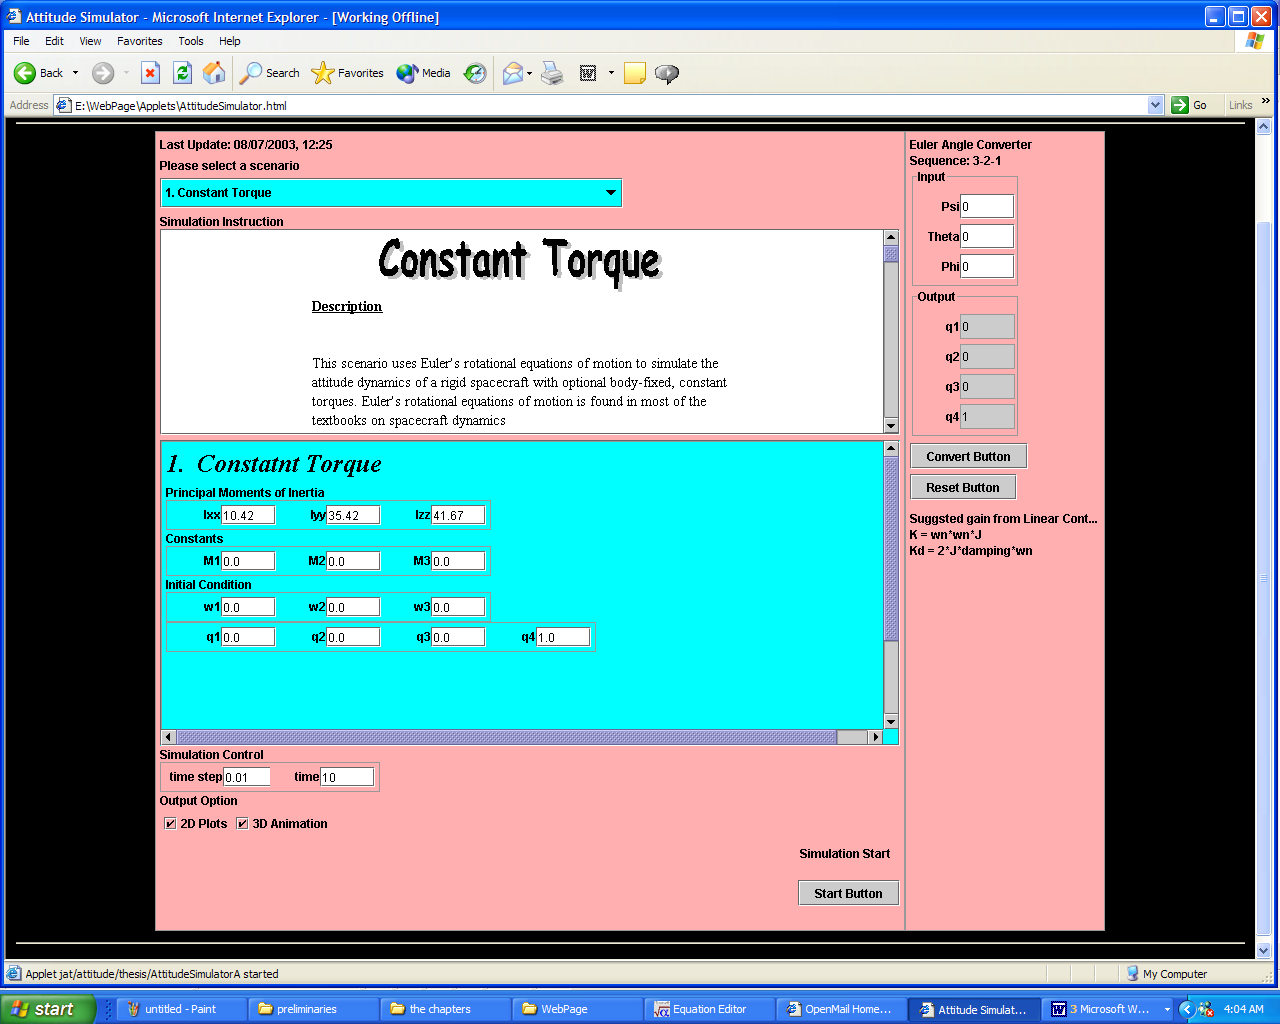 Attitude Simulator - Microsoft Internet Explorer - [Working Offline]
File Edit View Favorites Tools Help
Back Search Favorites Media
Address E:\WebPage\Applets\AttitudeSimulator.html Go Links »
Last Update: 08/07/2003, 12:25
Please select a scenario
1. Constant Torque
Simulation Instruction
Constant Torque
Description
This scenario uses Euler's rotational equations of motion to simulate the
attitude dynamics of a rigid spacecraft with optional body-fixed, constant
torques. Euler's rotational equations of motion is found in most of the
textbooks on spacecraft dynamics
1. Constatnt Torque
Principal Moments of Inertia
Ixx 10.42 Iyy 35.42 Izz 41.67
Constants
M1 0.0 M2 0.0 M3 0.0
Initial Condition
w1 0.0 w2 0.0 w3 0.0
q1 0.0 q2 0.0 q3 0.0 q4 1.0
Simulation Control
time step 0.01 time 10
Output Option
2D Plots 3D Animation
Simulation Start
Start Button
Euler Angle Converter
Sequence: 3-2-1
Input
Psi 0
Theta 0
Phi 0
Output
q1 0
q2 0
q3 0
q4 1
Convert Button
Reset Button
Suggsted gain from Linear Cont...
K = wn*wn*J
Kd = 2*J*damping*wn
Applet jat/attitude/thesis/AttitudeSimulatorA started My Computer
start untitled - Paint preliminaries the chapters WebPage Equation Editor OpenMail Home... Attitude Simulat... 3 Microsoft W... 4:04 AM